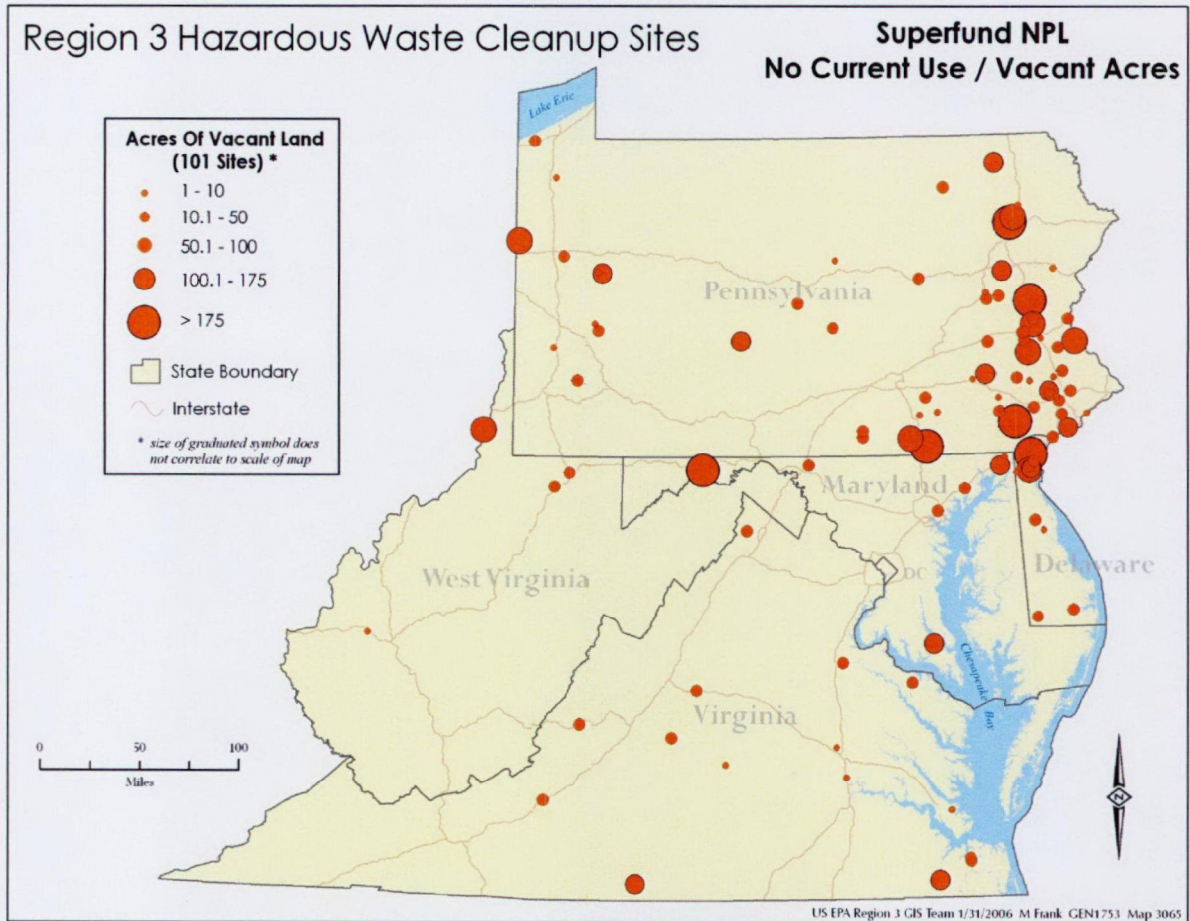 Region 3 Hazardous Waste Cleanup Sites
Superfund NPL
No Current Use / Vacant Acres
Lake Erie
Acres Of Vacant Land
(101 Sites) *
1 - 10
10.1 - 50
50.1 - 100
100.1 - 175
> 175
State Boundary
Interstate
* size of graduated symbol does
not correlate to scale of map
Pennsylvania
Maryland
West Virginia
DC
Delaware
Chesapeake Bay
Virginia
0 50 100
Miles
N
US EPA Region 3 GIS Team 1/31/2006 M Frank GEN1753 Map 3065